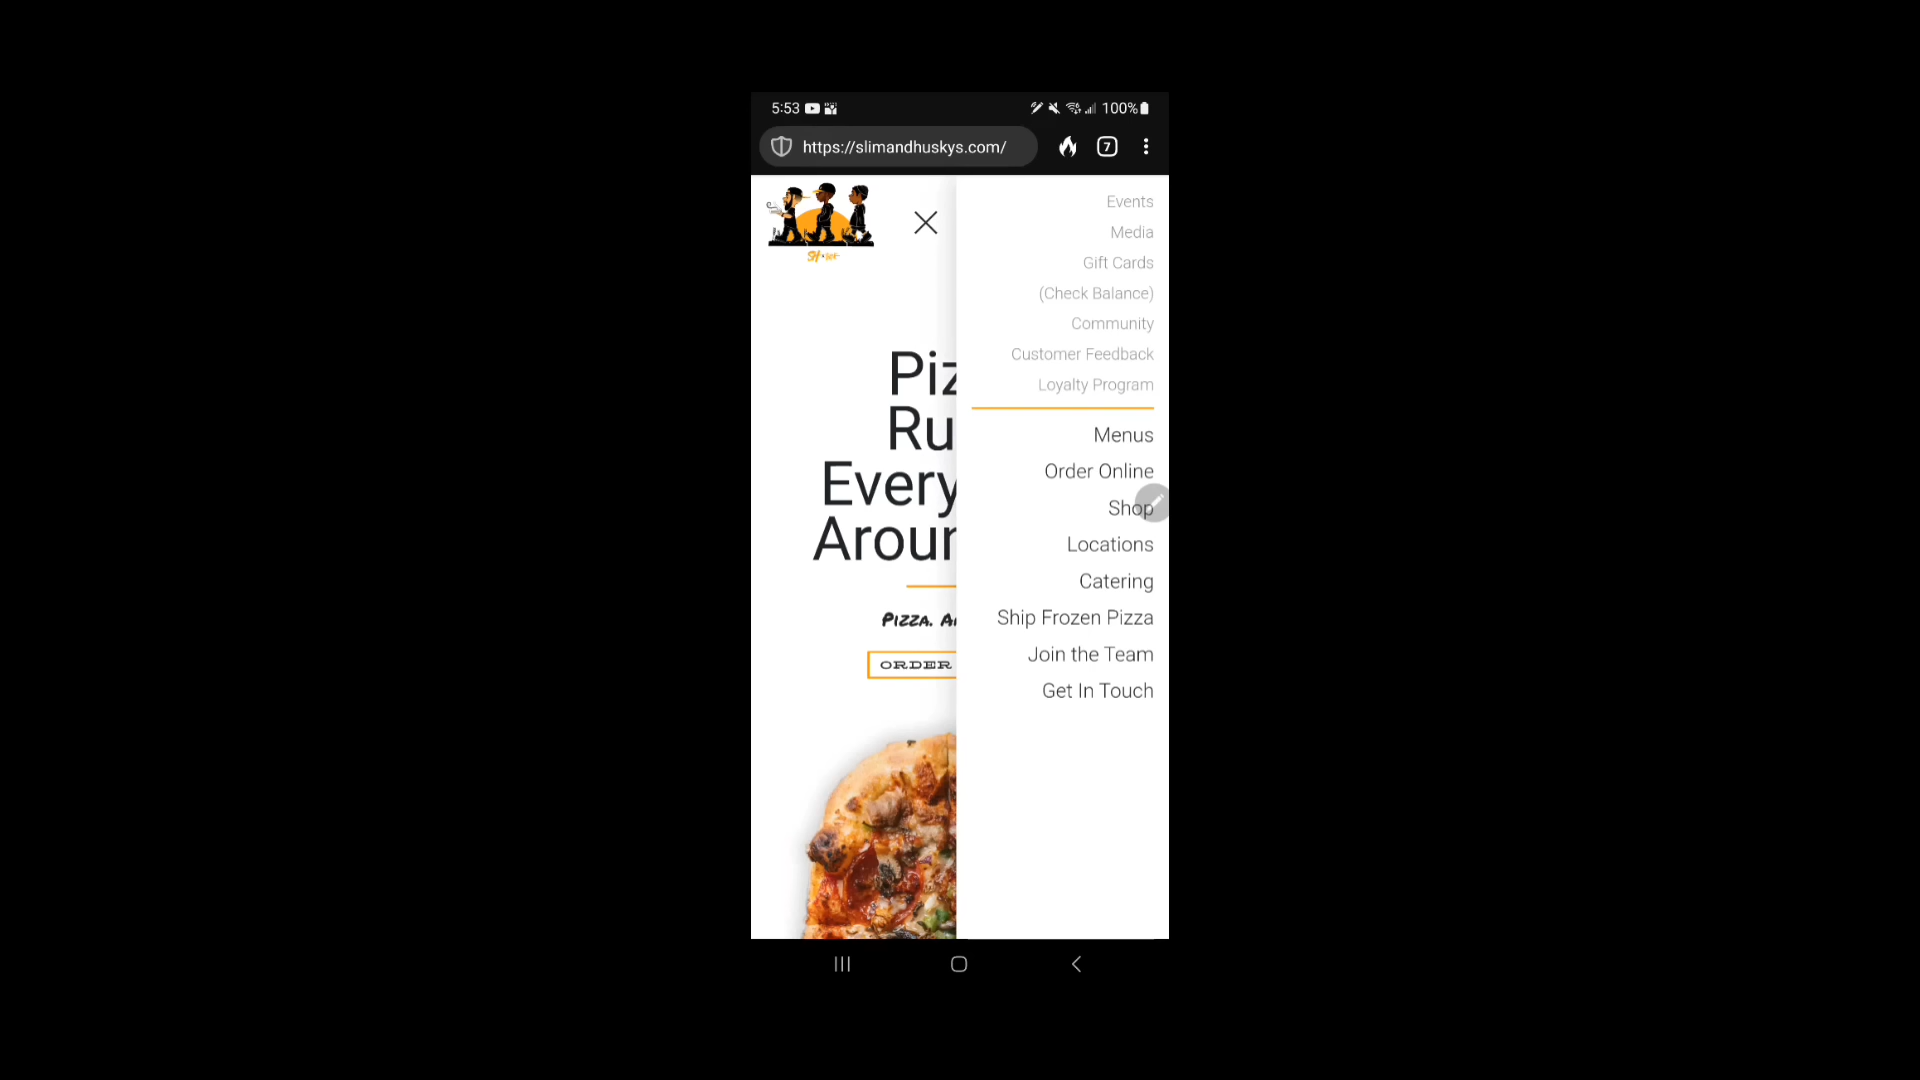 5:53
100%
https://slimandhuskys.com/
7
Events
Media
Gift Cards
(Check Balance)
Community
Customer Feedback
Loyalty Program
Menus
Order Online
Shop
Locations
Catering
Ship Frozen Pizza
Join the Team
Get In Touch
Piz
Ru
Every
Aroun
Pizza. A
ORDER